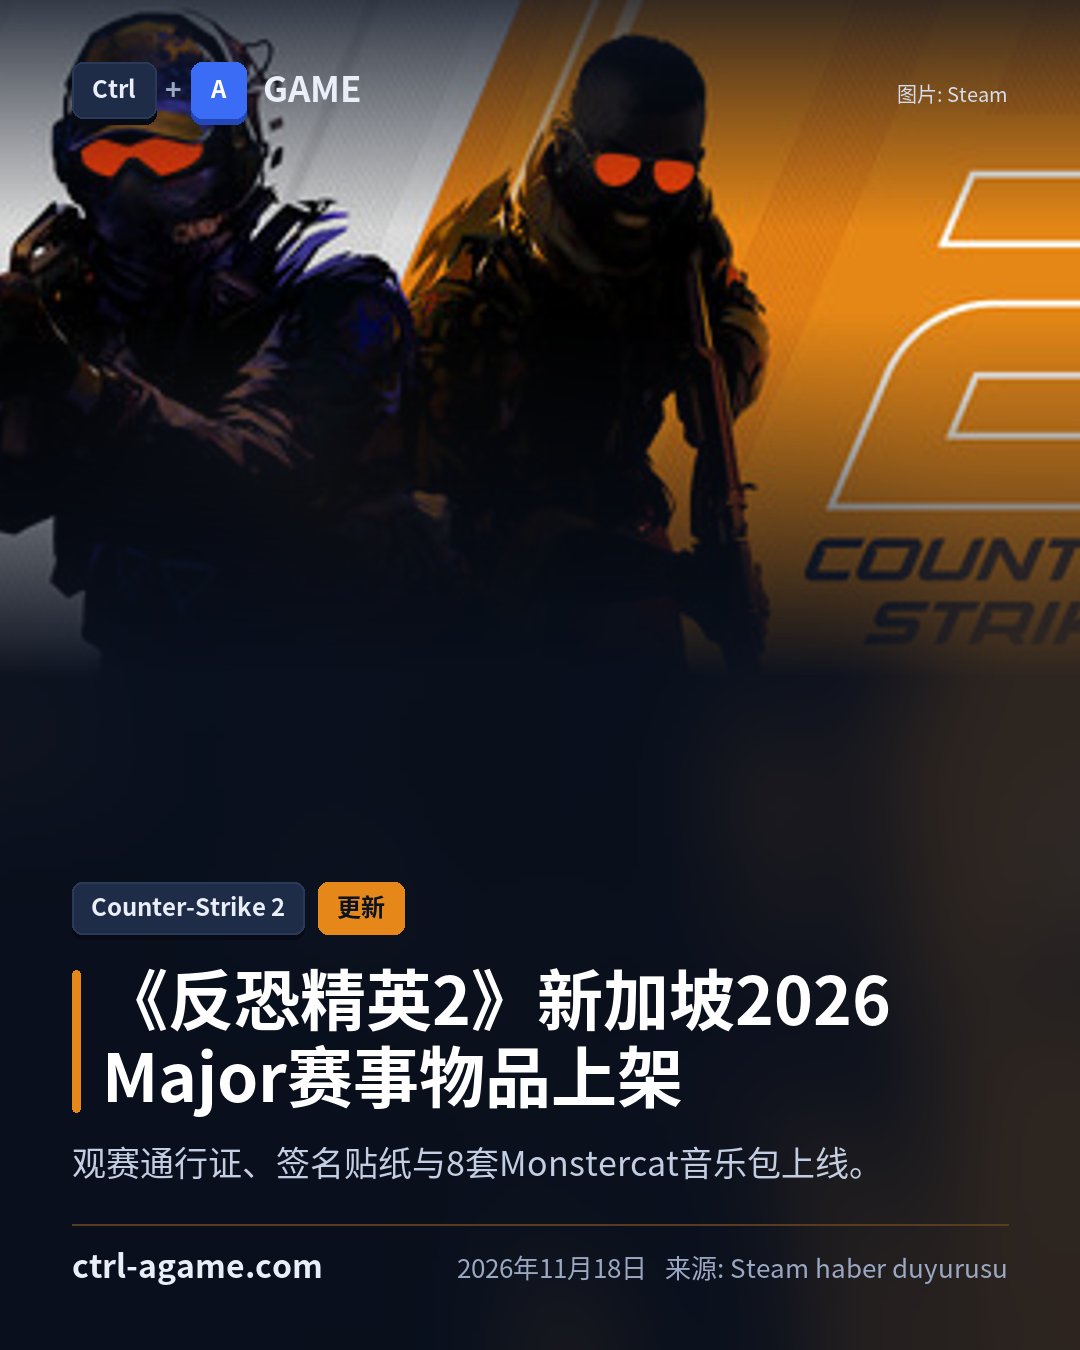 Ctrl + A GAME
图片: Steam
2
COUNT
STRIK
Counter-Strike 2
更新
《反恐精英2》新加坡2026
Major赛事物品上架
观赛通行证、签名贴纸与8套Monstercat音乐包上线。
ctrl-agame.com
2026年11月18日 来源: Steam haber duyurusu